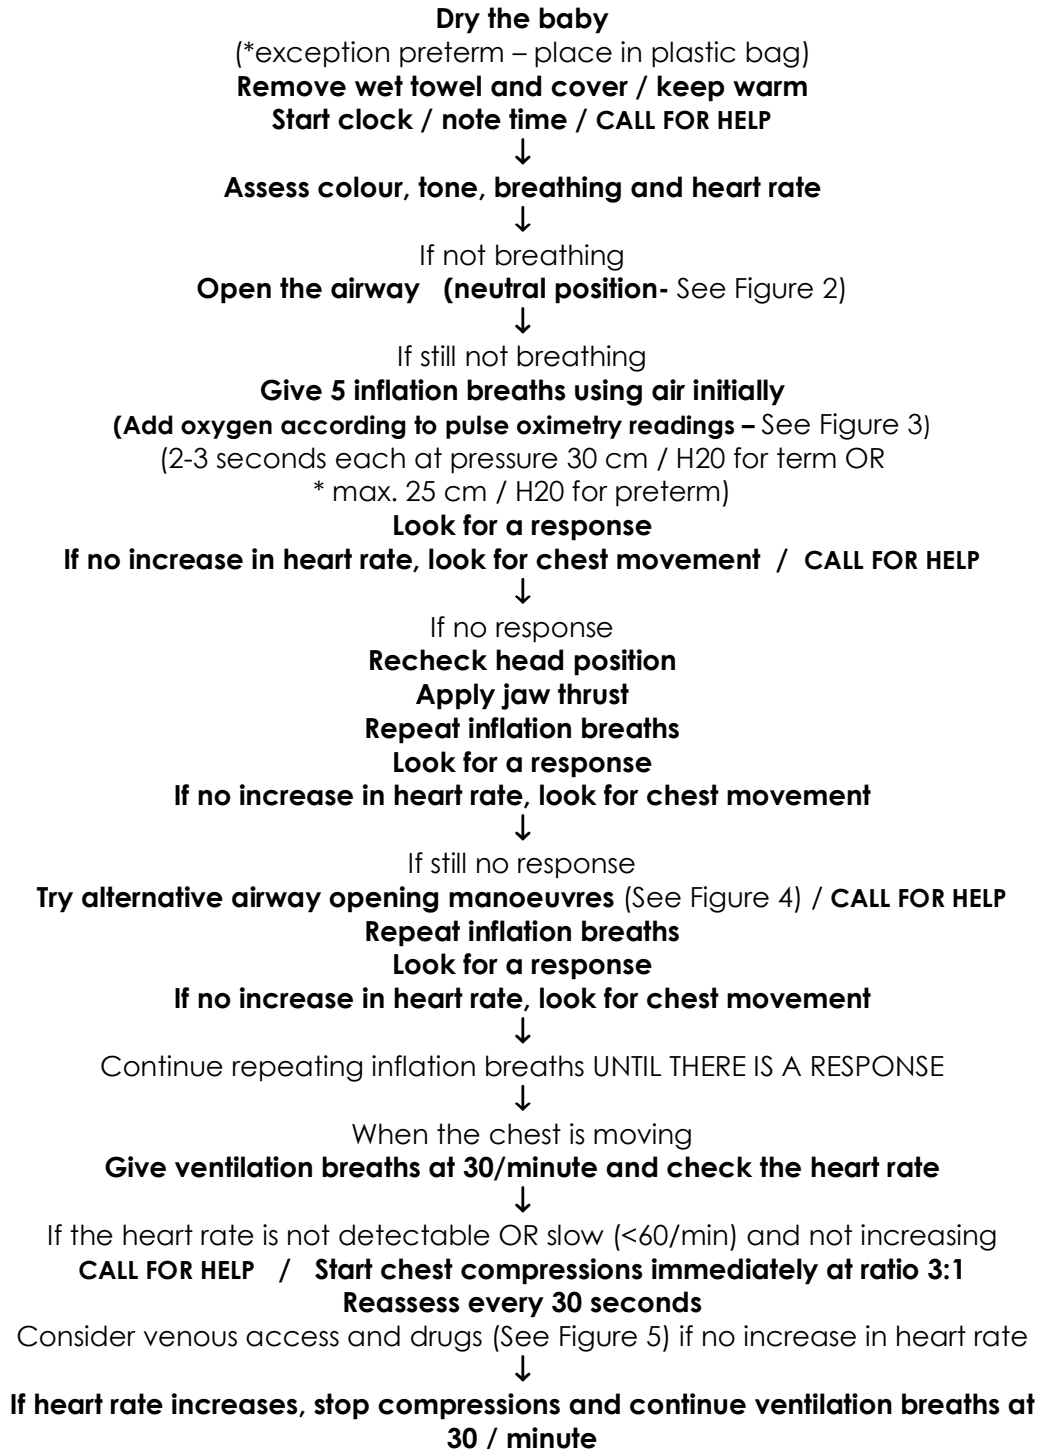 Dry the baby
(*exception preterm – place in plastic bag)
Remove wet towel and cover / keep warm
Start clock / note time / CALL FOR HELP
↓
Assess colour, tone, breathing and heart rate
↓
If not breathing
Open the airway (neutral position- See Figure 2)
↓
If still not breathing
Give 5 inflation breaths using air initially
(Add oxygen according to pulse oximetry readings – See Figure 3)
(2-3 seconds each at pressure 30 cm / H20 for term OR
* max. 25 cm / H20 for preterm)
Look for a response
If no increase in heart rate, look for chest movement / CALL FOR HELP
↓
If no response
Recheck head position
Apply jaw thrust
Repeat inflation breaths
Look for a response
If no increase in heart rate, look for chest movement
↓
If still no response
Try alternative airway opening manoeuvres (See Figure 4) / CALL FOR HELP
Repeat inflation breaths
Look for a response
If no increase in heart rate, look for chest movement
↓
Continue repeating inflation breaths UNTIL THERE IS A RESPONSE
↓
When the chest is moving
Give ventilation breaths at 30/minute and check the heart rate
↓
If the heart rate is not detectable OR slow (<60/min) and not increasing
CALL FOR HELP / Start chest compressions immediately at ratio 3:1
Reassess every 30 seconds
Consider venous access and drugs (See Figure 5) if no increase in heart rate
↓
If heart rate increases, stop compressions and continue ventilation breaths at
30 / minute